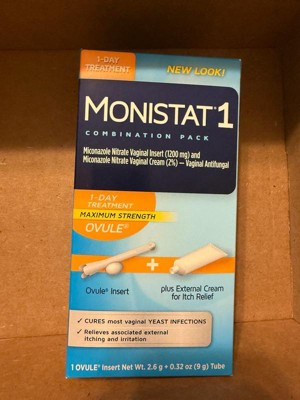 1-DAY
TREATMENT
NEW LOOK!
MONISTAT® 1
COMBINATION PACK
Miconazole Nitrate Vaginal Insert (1200 mg) and
Miconazole Nitrate Vaginal Cream (2%) — Vaginal Antifungal
1-DAY
TREATMENT
MAXIMUM STRENGTH
OVULE®
+
Ovule® Insert
plus External Cream
for Itch Relief
✓ CURES most vaginal YEAST INFECTIONS
✓ Relieves associated external
itching and irritation
1 OVULE® Insert Net Wt. 2.6 g + 0.32 oz (9 g) Tube